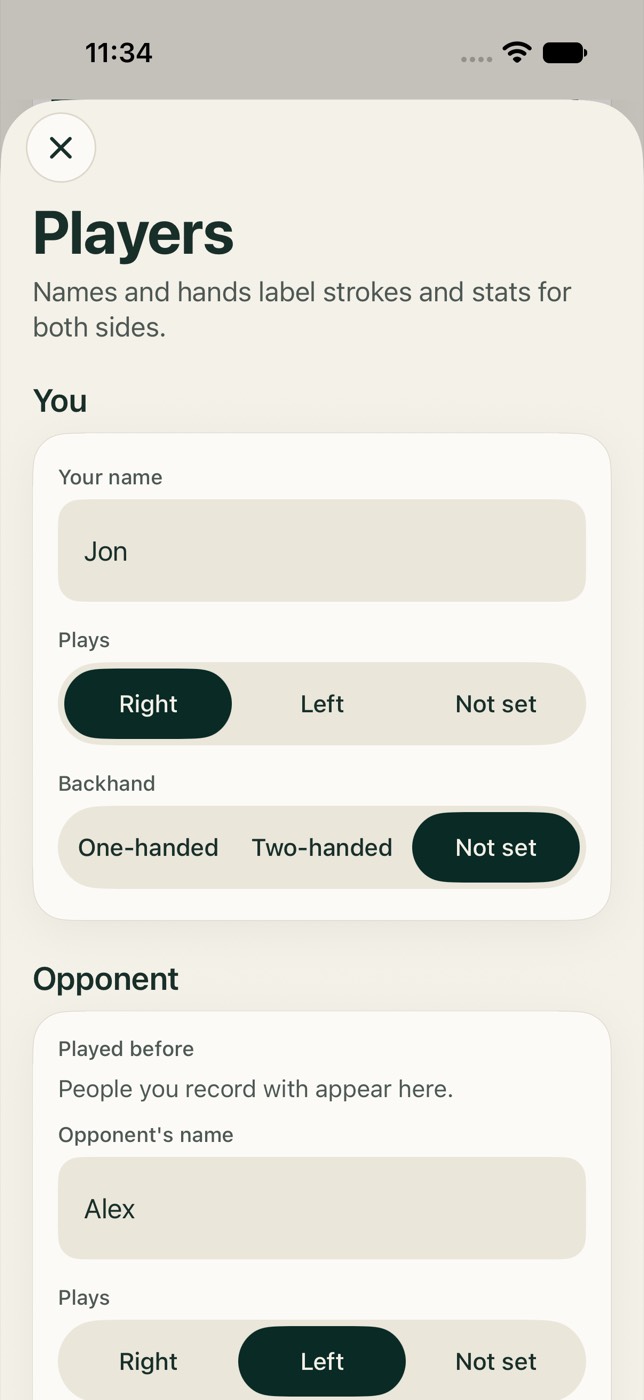 11:34
Players
Names and hands label strokes and stats for
both sides.
You
Your name
Jon
Plays
Right Left Not set
Backhand
One-handed Two-handed Not set
Opponent
Played before
People you record with appear here.
Opponent's name
Alex
Plays
Right Left Not set